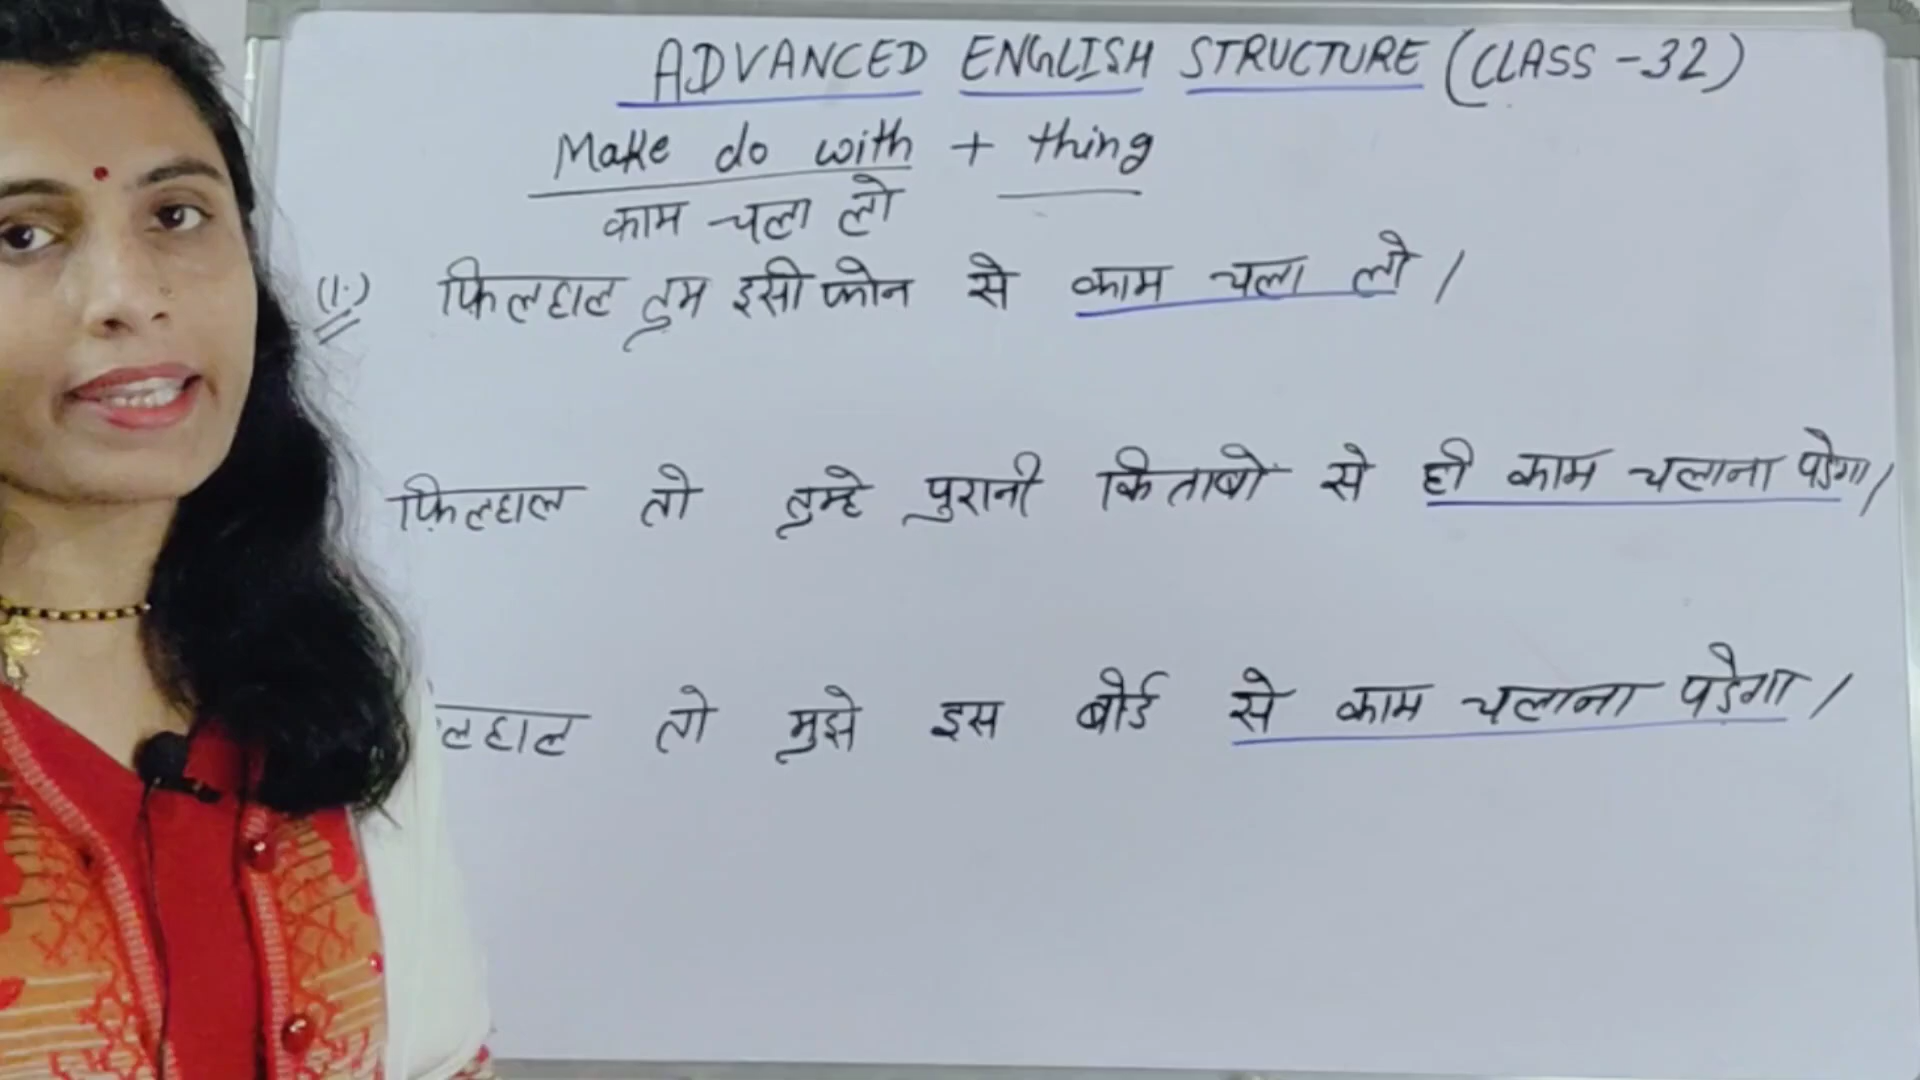 ADVANCED ENGLISH STRUCTURE (CLASS -32)
Make do with + thing
काम चला लो
(1.) फ़िलहाल तुम इसी फोन से काम चला लो।
फ़िलहाल तो तुम्हे पुरानी किताबों से ही काम चलाना पडेगा।
लहाल तो मुझे इस बोर्ड से काम चलाना पडेगा।